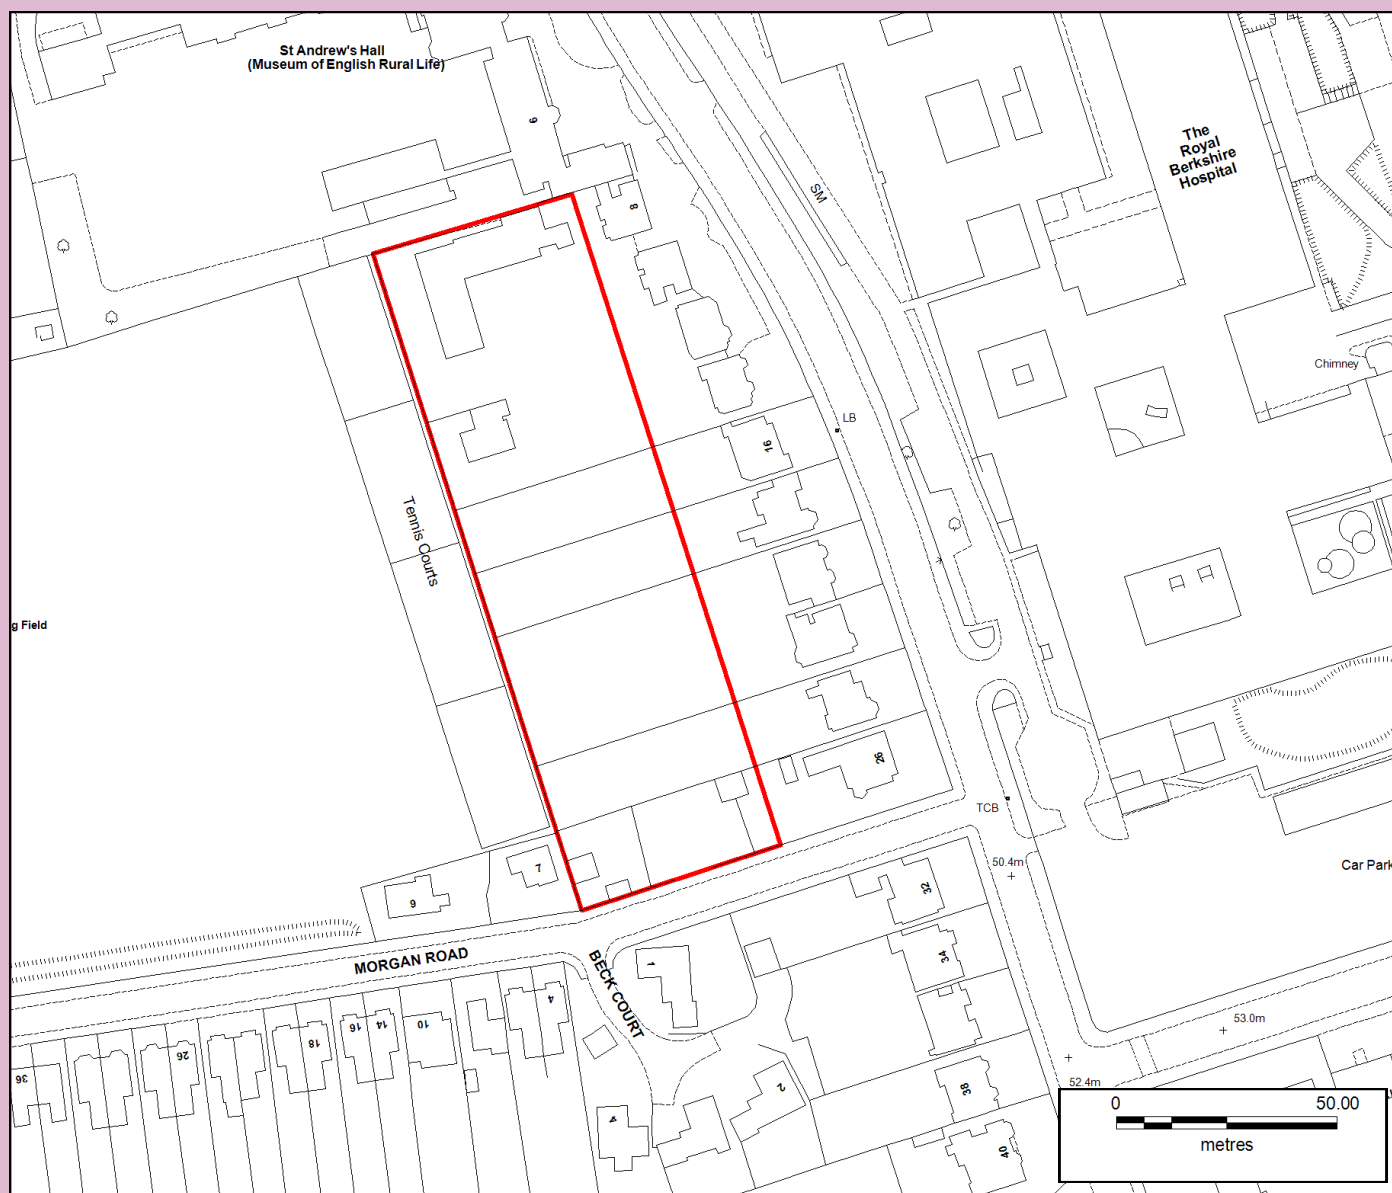 St Andrew's Hall
(Museum of English Rural Life)
9
The
Royal
Berkshire
Hospital
SM
8
Chimney
LB
16
Tennis Courts
g Field
26
TCB
50.4m
Car Park
7
9
32
MORGAN ROAD
BECK COURT
1
34
4
10
14
16
18
26
36
53.0m
52.4m
2
38
4
40
0
50.00
metres